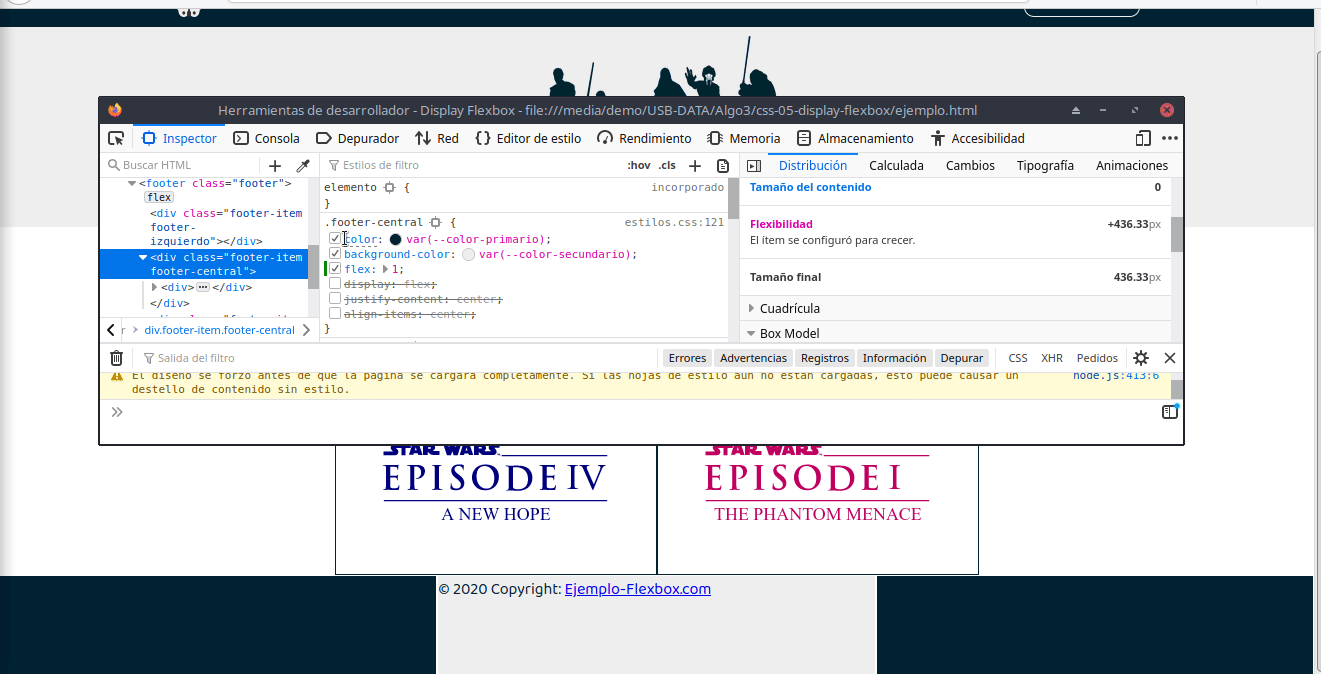 Herramientas de desarrollador - Display Flexbox - file:///media/demo/USB-DATA/Algo3/css-05-display-flexbox/ejemplo.html
Inspector Consola Depurador Red Editor de estilo Rendimiento Memoria Almacenamiento Accesibilidad
Buscar HTML
<footer class="footer">
flex
<div class="footer-item
footer-
izquierdo"></div>
<div class="footer-item
footer-central">
<div> </div>
</div>
div.footer-item.footer-central
Estilos de filtro :hov .cls +
elemento { incorporado
}
.footer-central { estilos.css:121
color: var(--color-primario);
background-color: var(--color-secundario);
flex: 1;
display: flex;
justify-content: center;
align-items: center;
}
Distribución Calculada Cambios Tipografía Animaciones
Tamaño del contenido 0
Flexibilidad +436.33px
El ítem se configuró para crecer.
Tamaño final 436.33px
Cuadrícula
Box Model
Salida del filtro Errores Advertencias Registros Información Depurar CSS XHR Pedidos
El diseño se forzó antes de que la página se cargara completamente. Si las hojas de estilo aún no están cargadas, esto puede causar un node.js:413:6
destello de contenido sin estilo.
STAR WARS
EPISODE IV
A NEW HOPE
STAR WARS
EPISODE I
THE PHANTOM MENACE
© 2020 Copyright: Ejemplo-Flexbox.com